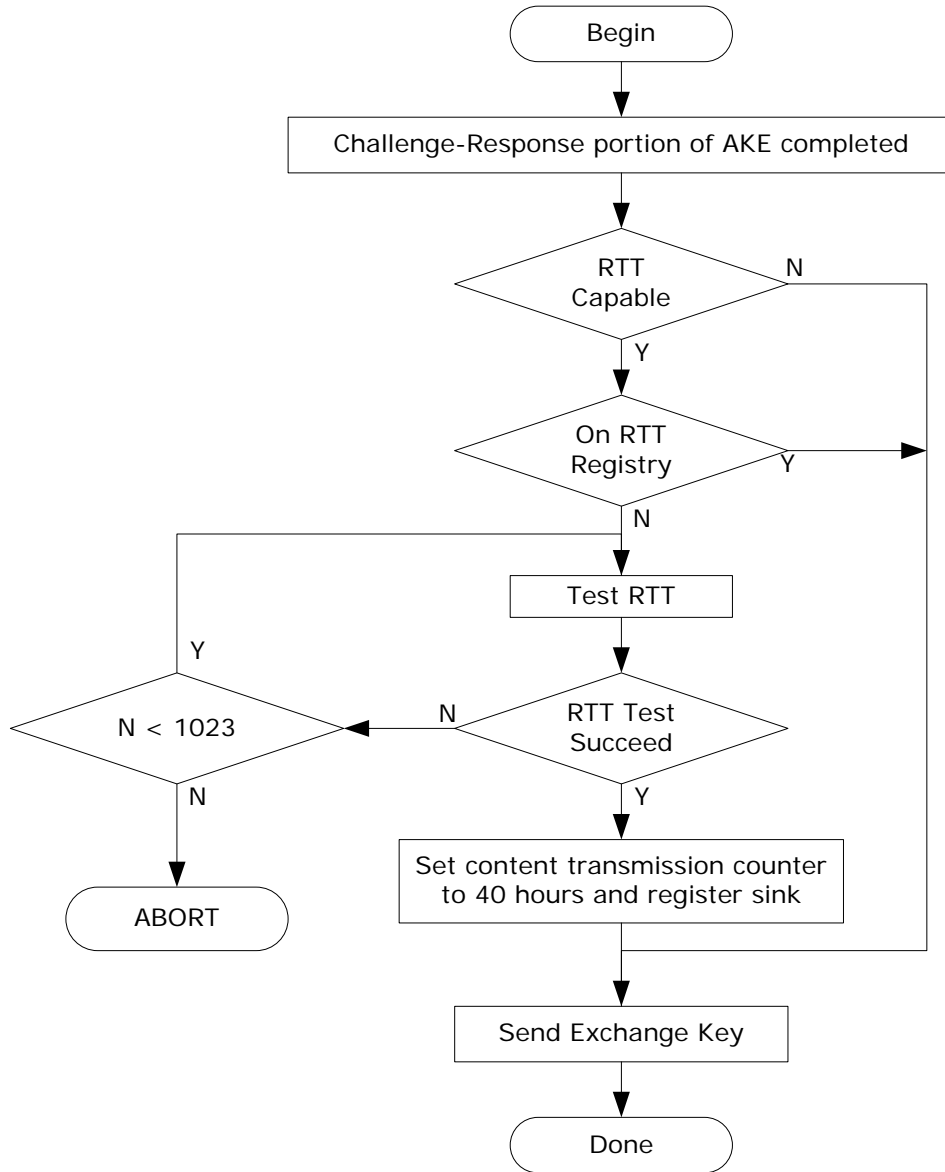 Begin
Challenge-Response portion of AKE completed
RTT
Capable
N
Y
On RTT
Registry
Y
N
Test RTT
Y
N < 1023
N
RTT Test
Succeed
N
Y
Set content transmission counter
to 40 hours and register sink
ABORT
Send Exchange Key
Done